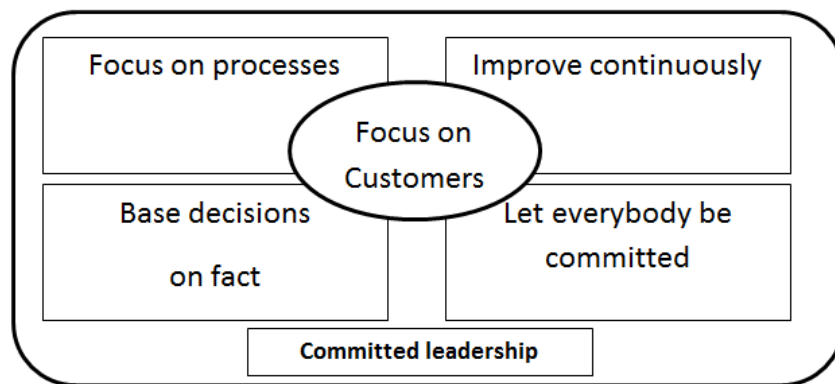 Focus on processes
Improve continuously
Focus on
Customers
Base decisions
on fact
Let everybody be
committed
Committed leadership